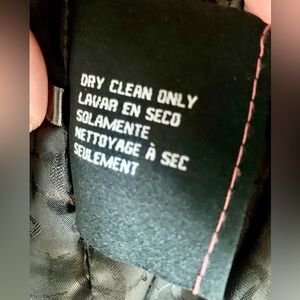 DRY CLEAN ONLY
LAVAR EN SECO
SOLAMENTE
NETTOYAGE À SEC
SEULEMENT